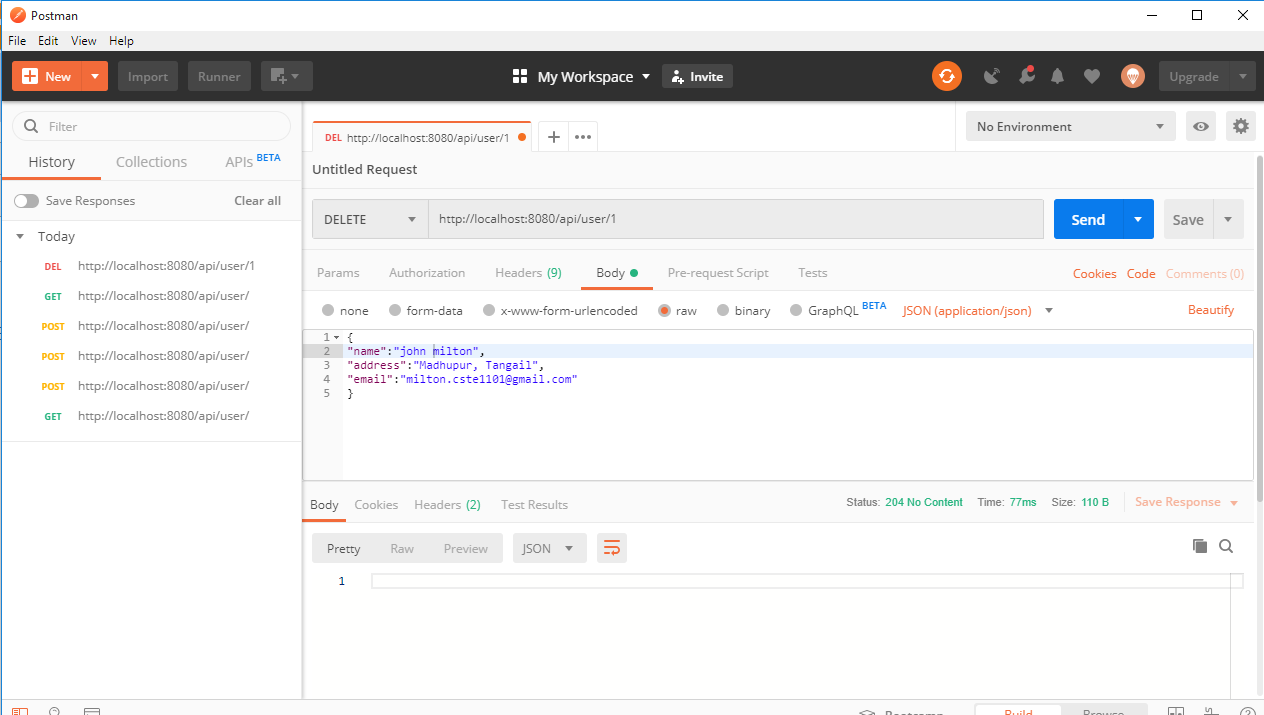 Postman
File Edit View Help
New Import Runner My Workspace Invite Upgrade
Filter
History Collections APIs BETA
Save Responses Clear all
Today
DEL http://localhost:8080/api/user/1
GET http://localhost:8080/api/user/
POST http://localhost:8080/api/user/
POST http://localhost:8080/api/user/
POST http://localhost:8080/api/user/
GET http://localhost:8080/api/user/
DEL http://localhost:8080/api/user/1
No Environment
Untitled Request
DELETE http://localhost:8080/api/user/1 Send Save
Params Authorization Headers (9) Body Pre-request Script Tests Cookies Code Comments (0)
none form-data x-www-form-urlencoded raw binary GraphQL BETA JSON (application/json) Beautify
1 {
2 "name":"john milton",
3 "address":"Madhupur, Tangail",
4 "email":"milton.cste1101@gmail.com"
5 }
Body Cookies Headers (2) Test Results Status: 204 No Content Time: 77ms Size: 110 B Save Response
Pretty Raw Preview JSON
1
Bootcamp Build Browse